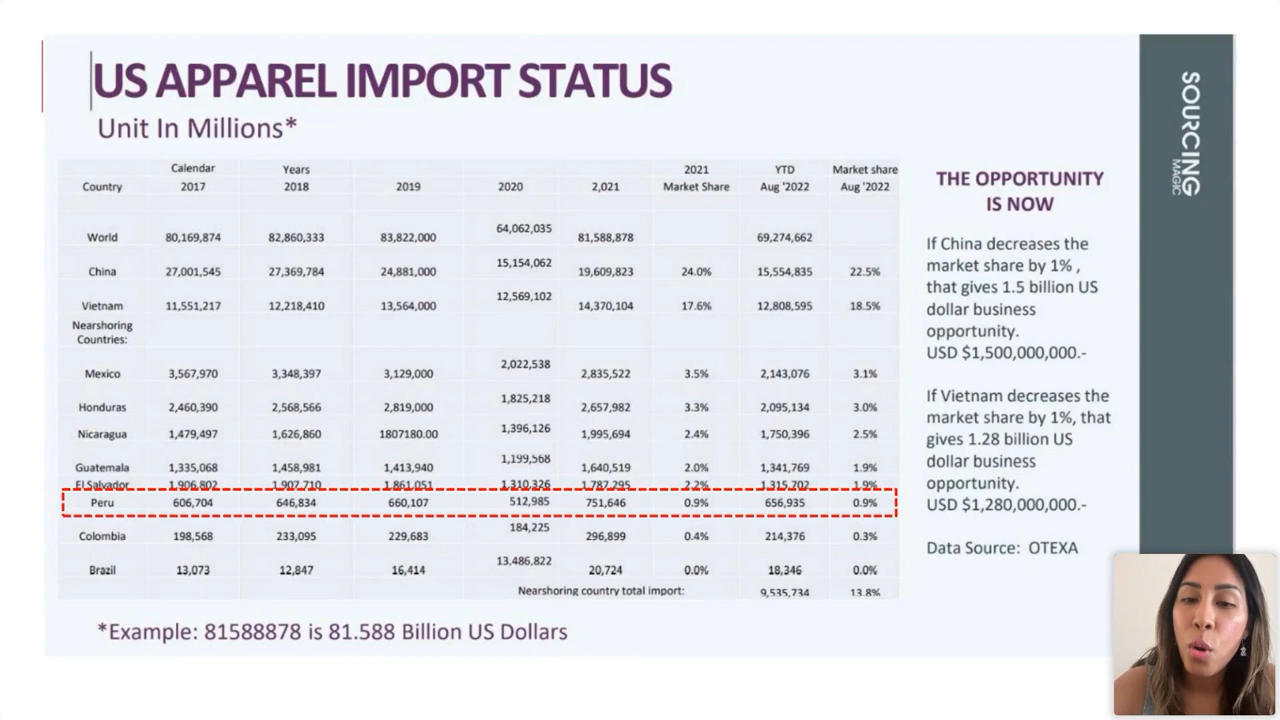 US APPAREL IMPORT STATUS
Unit In Millions*
Calendar Years 2021 YTD Market share
Country 2017 2018 2019 2020 2,021 Market Share Aug '2022 Aug '2022
World 80,169,874 82,860,333 83,822,000 64,062,035 81,588,878 69,274,662
China 27,001,545 27,369,784 24,881,000 15,154,062 19,609,823 24.0% 15,554,835 22.5%
Vietnam 11,551,217 12,218,410 13,564,000 12,569,102 14,370,104 17.6% 12,808,595 18.5%
Nearshoring
Countries:
Mexico 3,567,970 3,348,397 3,129,000 2,022,538 2,835,522 3.5% 2,143,076 3.1%
Honduras 2,460,390 2,568,566 2,819,000 1,825,218 2,657,982 3.3% 2,095,134 3.0%
Nicaragua 1,479,497 1,626,860 1807180.00 1,396,126 1,995,694 2.4% 1,750,396 2.5%
Guatemala 1,335,068 1,458,981 1,413,940 1,199,568 1,640,519 2.0% 1,341,769 1.9%
El Salvador 1,906,802 1,907,710 1,861,051 1,310,326 1,787,295 2.2% 1,315,702 1.9%
Peru 606,704 646,834 660,107 512,985 751,646 0.9% 656,935 0.9%
Colombia 198,568 233,095 229,683 184,225 296,899 0.4% 214,376 0.3%
Brazil 13,073 12,847 16,414 13.486,822 20,724 0.0% 18,346 0.0%
Nearshoring country total import: 9,535,734 13.8%
*Example: 81588878 is 81.588 Billion US Dollars
THE OPPORTUNITY
IS NOW
If China decreases the
market share by 1% ,
that gives 1.5 billion US
dollar business
opportunity.
USD $1,500,000,000.-
If Vietnam decreases the
market share by 1%, that
gives 1.28 billion US
dollar business
opportunity.
USD $1,280,000,000.-
Data Source: OTEXA
SOURCING
MAGIC